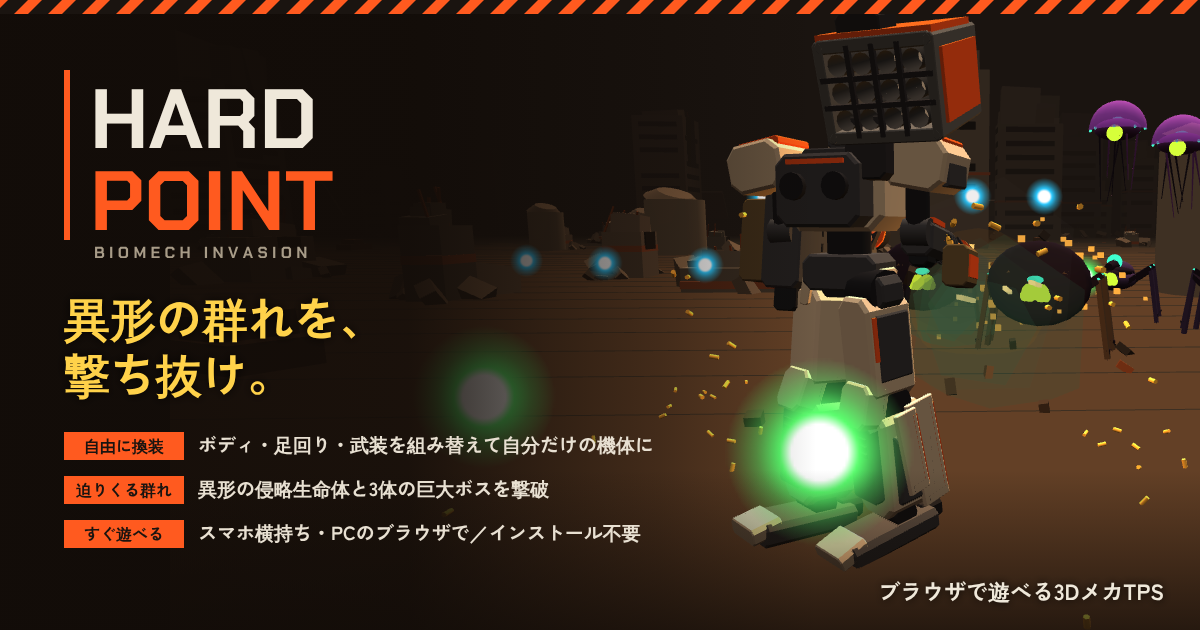 HARD
POINT
BIOMECH INVASION
異形の群れを、
撃ち抜け。
自由に換装 ボディ・足回り・武装を組み替えて自分だけの機体に
迫りくる群れ 異形の侵略生命体と3体の巨大ボスを撃破
すぐ遊べる スマホ横持ち・PCのブラウザで／インストール不要
ブラウザで遊べる3DメカTPS